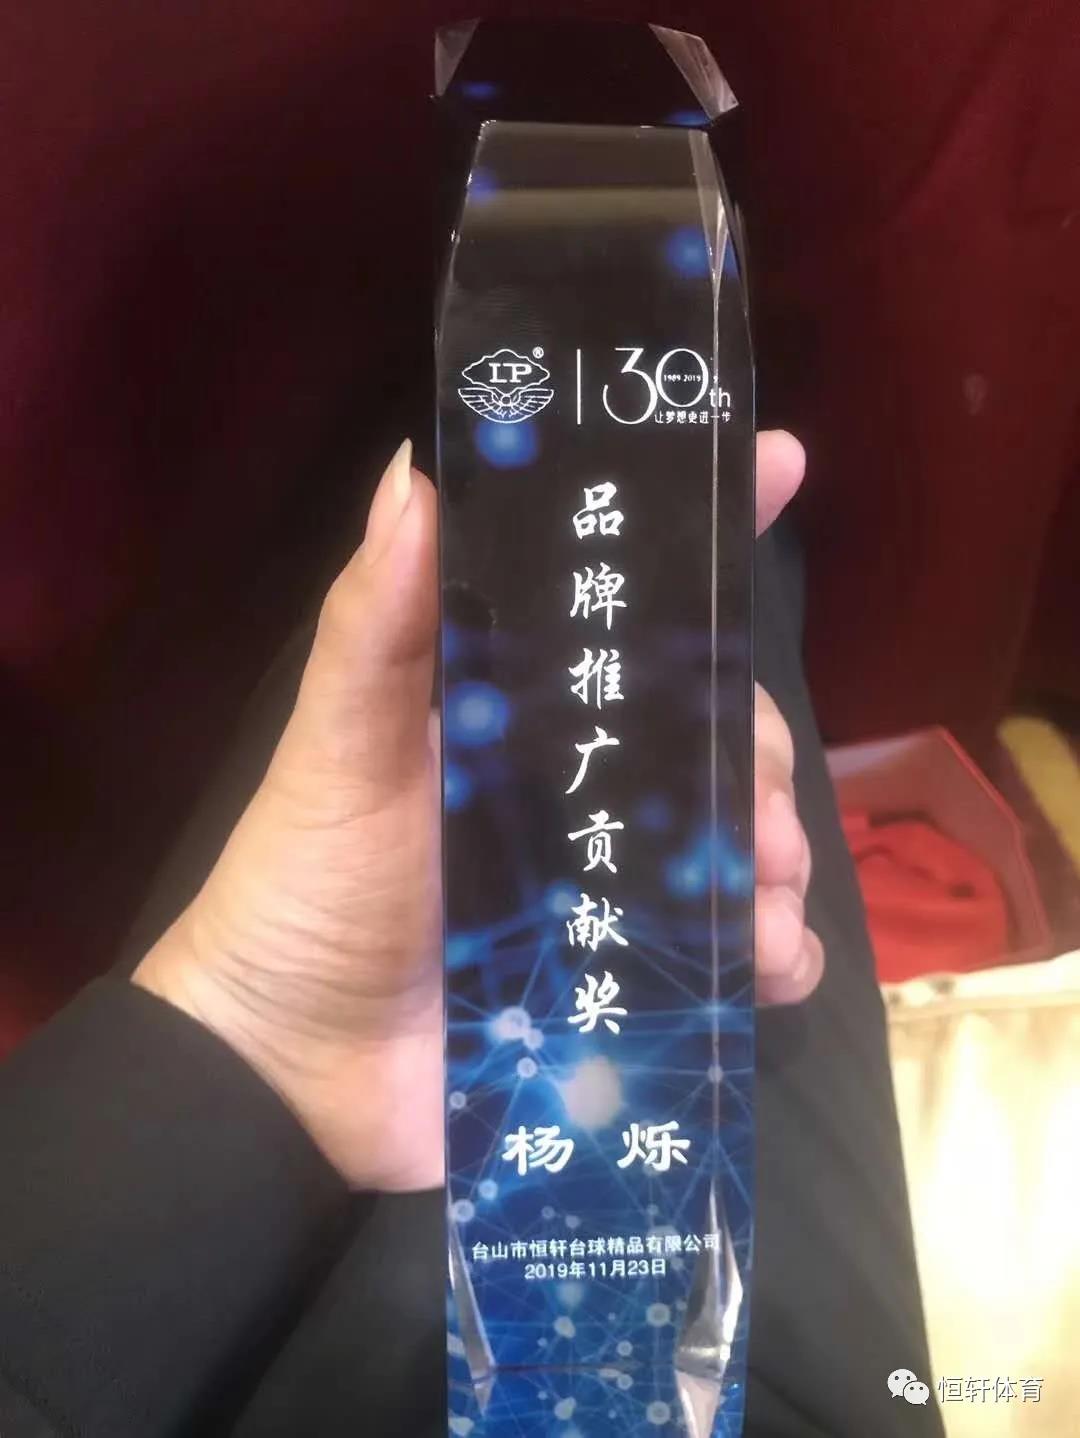 LP®
30th
1989 2019
让梦想更进一步
品牌推广贡献奖
杨 烁
台山市恒轩台球精品有限公司
2019年11月23日
恒轩体育